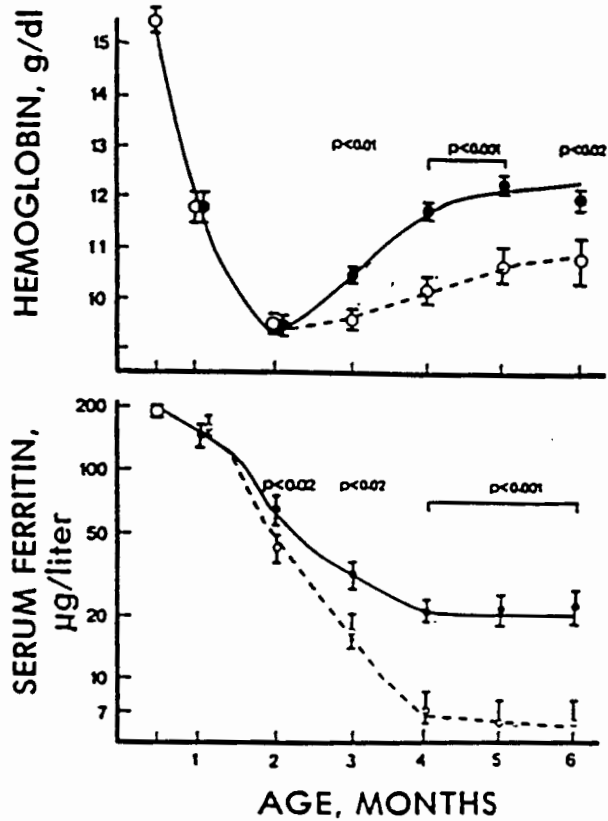 HEMOGLOBIN, g/dl
15
14
13
12
11
10
p<0.01
p<0.001
p<0.02
SERUM FERRITIN,
µg/liter
200
100
50
20
10
7
p<0.02
p<0.02
p<0.001
1 2 3 4 5 6
AGE, MONTHS